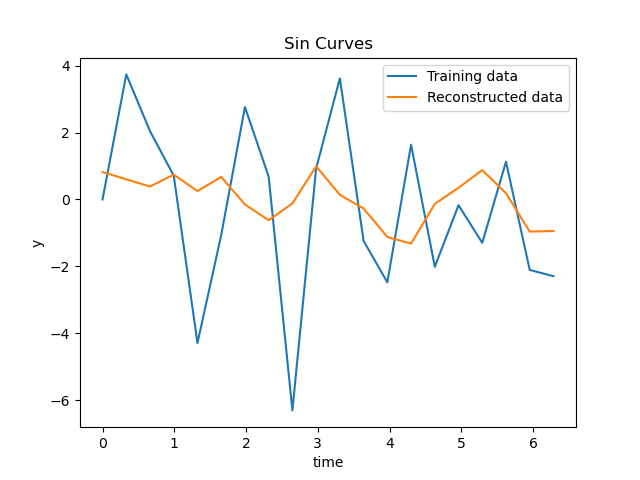 Sin Curves
Training data
Reconstructed data
4
2
0
−2
−4
−6
y
0 1 2 3 4 5 6
time